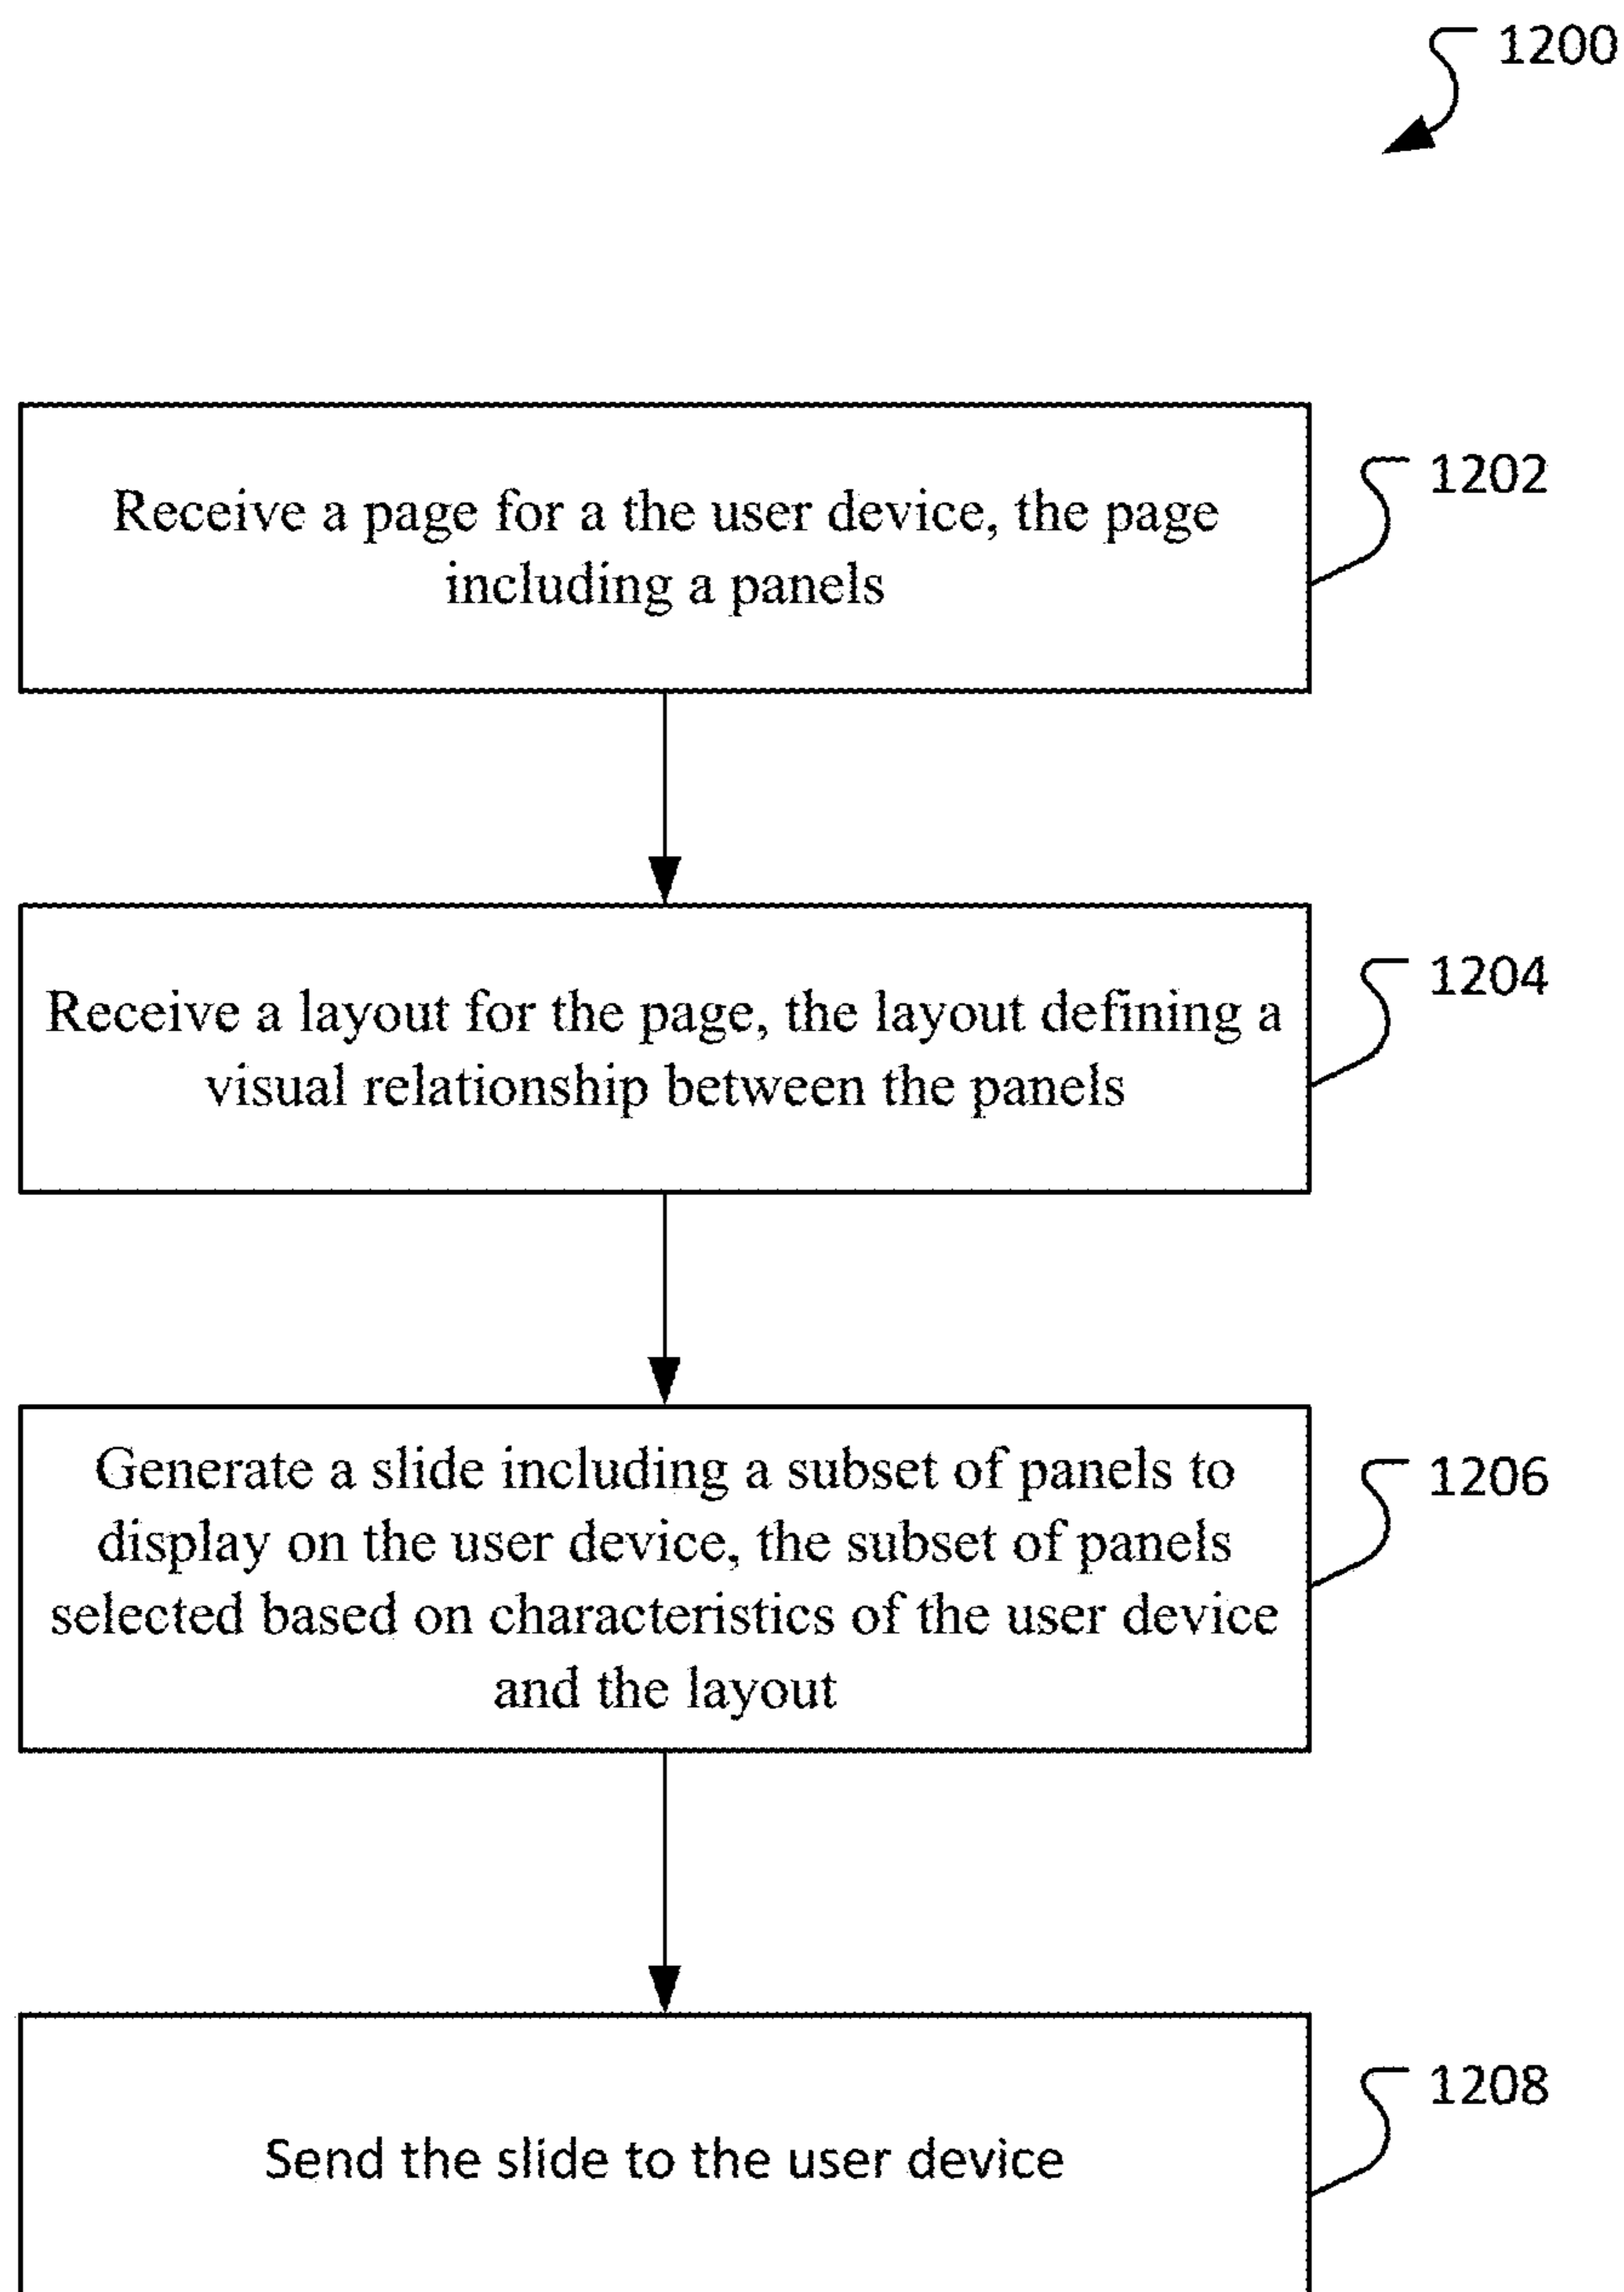 1200
Receive a page for a the user device, the page
including a panels
1202
Receive a layout for the page, the layout defining a
visual relationship between the panels
1204
Generate a slide including a subset of panels to
display on the user device, the subset of panels
selected based on characteristics of the user device
and the layout
1206
Send the slide to the user device
1208